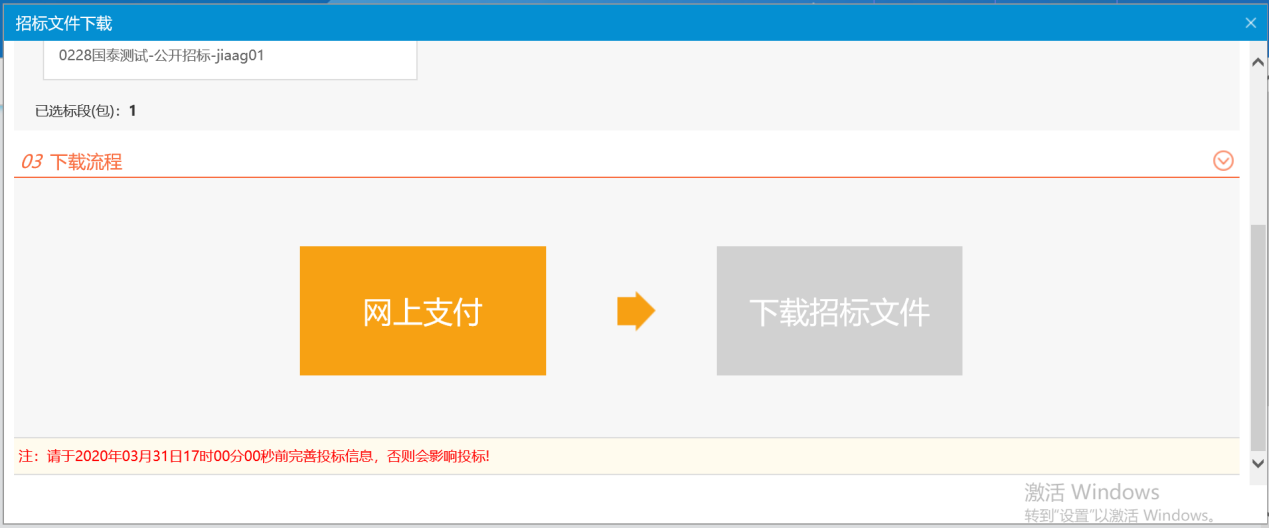 招标文件下载
0228国泰测试-公开招标-jiaag01
已选标段(包)：1
03 下载流程
网上支付
下载招标文件
注：请于2020年03月31日17时00分00秒前完善投标信息，否则会影响投标!
激活 Windows
转到"设置"以激活 Windows。